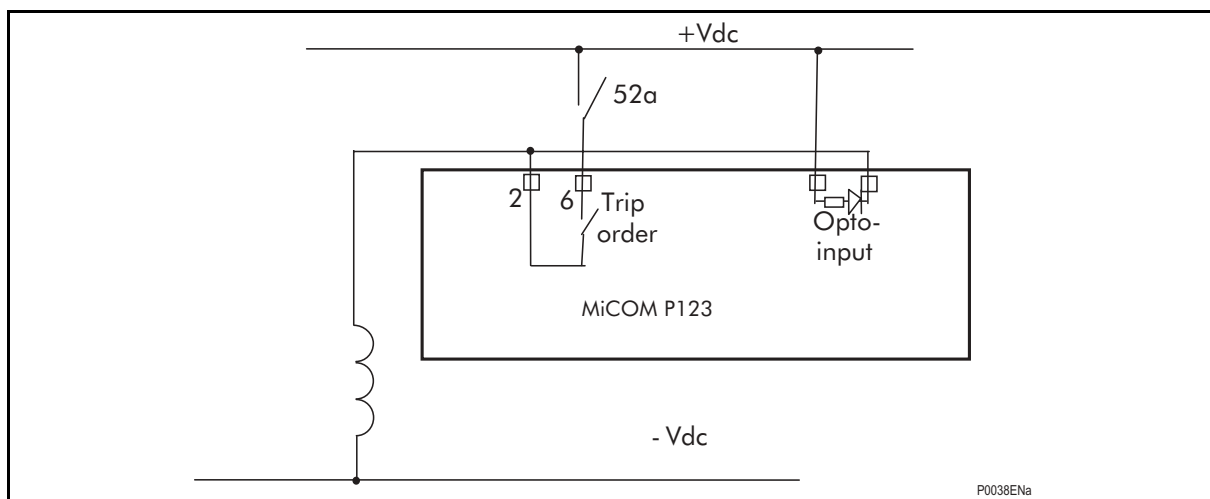 +Vdc
52a
2
6
Trip
order
Opto-
input
MiCOM P123
- Vdc
P0038ENa